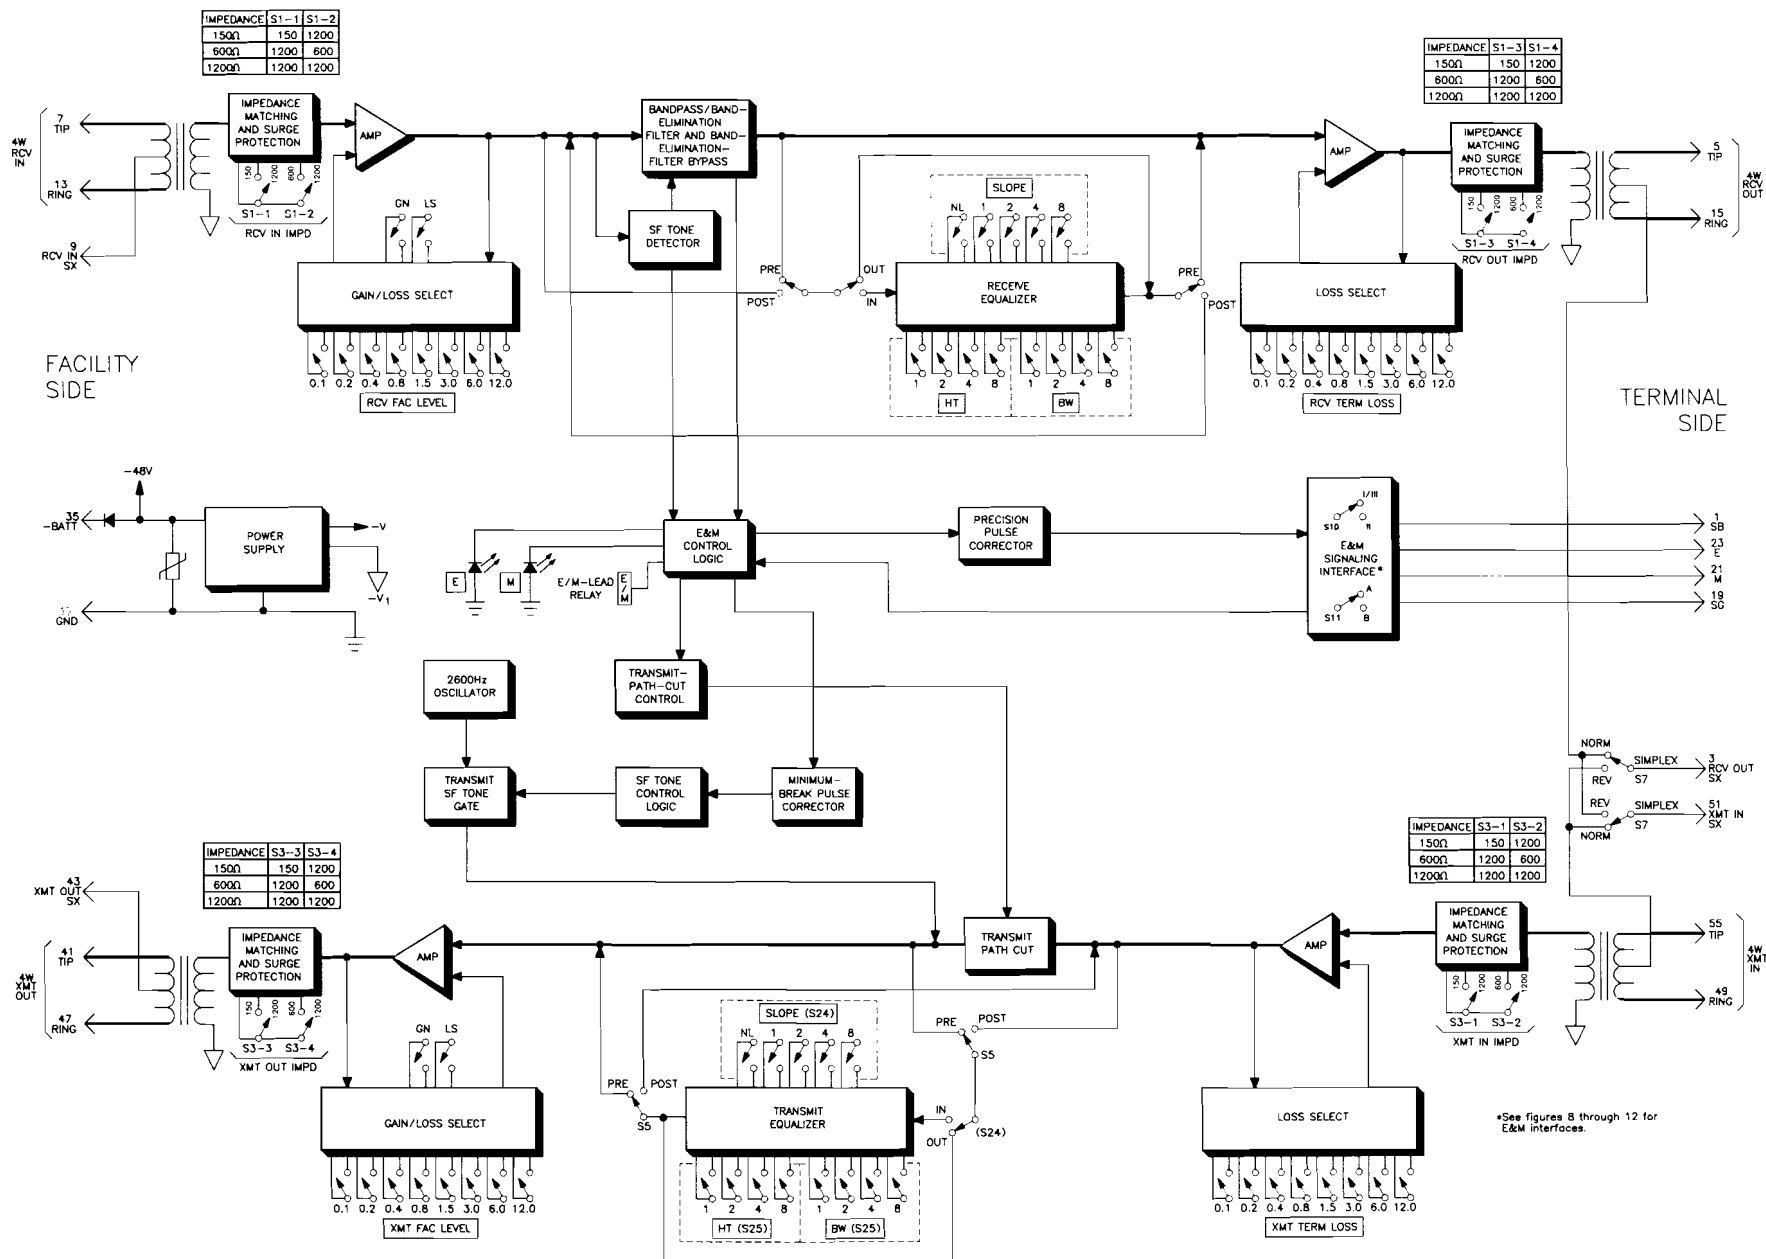 IMPEDANCE S1-1 S1-2
150Ω 150 1200
600Ω 1200 600
1200Ω 1200 1200
IMPEDANCE S1-3 S1-4
150Ω 150 1200
600Ω 1200 600
1200Ω 1200 1200
4W
RCV
IN
7
TIP
13
RING
9
RCV IN
SX
IMPEDANCE
MATCHING
AND SURGE
PROTECTION
150
1200
600
1200
S1-1 S1-2
RCV IN IMPD
AMP
GN LS
GAIN/LOSS SELECT
0.1 0.2 0.4 0.8 1.5 3.0 6.0 12.0
RCV FAC LEVEL
BANDPASS/BAND-
ELIMINATION
FILTER AND BAND-
ELIMINATION-
FILTER BYPASS
SF TONE
DETECTOR
PRE
POST
OUT
IN
SLOPE
NL 1 2 4 8
RECEIVE
EQUALIZER
1 2 4 8
HT
1 2 4 8
BW
PRE
POST
AMP
LOSS SELECT
0.1 0.2 0.4 0.8 1.5 3.0 6.0 12.0
RCV TERM LOSS
IMPEDANCE
MATCHING
AND SURGE
PROTECTION
150
1200
600
1200
S1-3 S1-4
RCV OUT IMPD
5
TIP
15
RING
4W
RCV
OUT
FACILITY
SIDE
TERMINAL
SIDE
-48V
35
-BATT
GND
POWER
SUPPLY
-V
-V1
E
M
E/M-LEAD
RELAY
E/M
E&M
CONTROL
LOGIC
PRECISION
PULSE
CORRECTOR
I/III
S10 II
E&M
SIGNALING
INTERFACE*
A
S11 B
1
SB
23
E
21
M
19
SG
2600Hz
OSCILLATOR
TRANSMIT-
PATH-CUT
CONTROL
TRANSMIT
SF TONE
GATE
SF TONE
CONTROL
LOGIC
MINIMUM-
BREAK PULSE
CORRECTOR
NORM
REV
SIMPLEX
S7
3
RCV OUT
SX
REV
NORM
SIMPLEX
S7
51
XMT IN
SX
IMPEDANCE S3-3 S3-4
150Ω 150 1200
600Ω 1200 600
1200Ω 1200 1200
IMPEDANCE S3-1 S3-2
150Ω 150 1200
600Ω 1200 600
1200Ω 1200 1200
43
XMT OUT
SX
4W
XMT
OUT
41
TIP
47
RING
IMPEDANCE
MATCHING
AND SURGE
PROTECTION
150
1200
600
1200
S3-3 S3-4
XMT OUT IMPD
AMP
GN LS
GAIN/LOSS SELECT
0.1 0.2 0.4 0.8 1.5 3.0 6.0 12.0
XMT FAC LEVEL
TRANSMIT
PATH CUT
SLOPE (S24)
NL 1 2 4 8
PRE POST
S5
TRANSMIT
EQUALIZER
1 2 4 8
HT (S25)
1 2 4 8
BW (S25)
PRE POST
S5
IN
OUT
(S24)
AMP
LOSS SELECT
0.1 0.2 0.4 0.8 1.5 3.0 6.0 12.0
XMT TERM LOSS
IMPEDANCE
MATCHING
AND SURGE
PROTECTION
150
1200
600
1200
S3-1 S3-2
XMT IN IMPD
55
TIP
49
RING
4W
XMT
IN
*See figures 8 through 12 for
E&M interfaces.